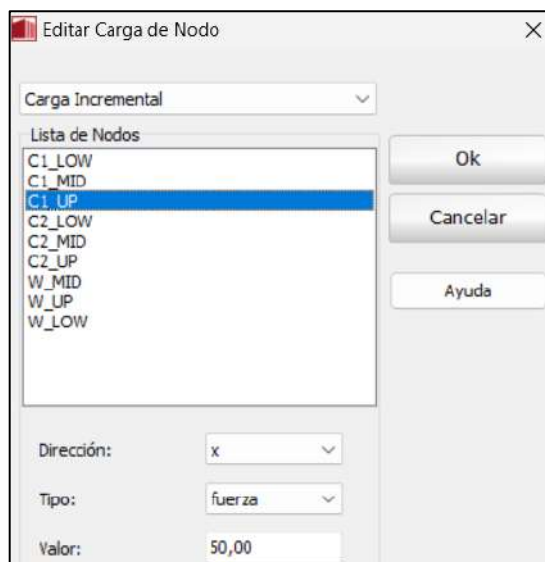 Editar Carga de Nodo
Carga Incremental
Lista de Nodos
C1_LOW
C1_MID
C1_UP
C2_LOW
C2_MID
C2_UP
W_MID
W_UP
W_LOW
Ok
Cancelar
Ayuda
Dirección: x
Tipo: fuerza
Valor: 50,00